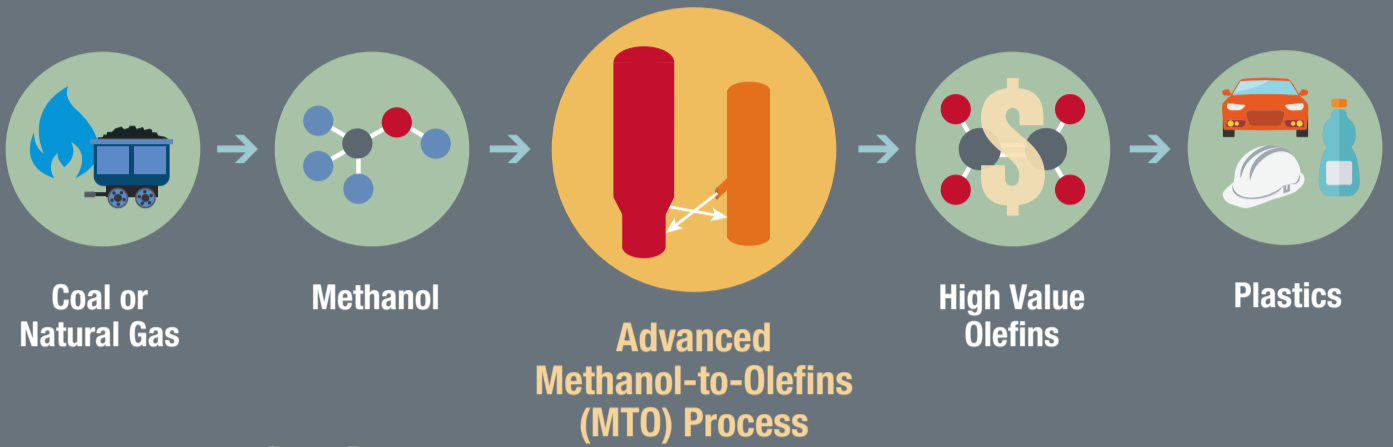 Coal or
Natural Gas
Methanol
Advanced
Methanol-to-Olefins
(MTO) Process
High Value
Olefins
Plastics
$